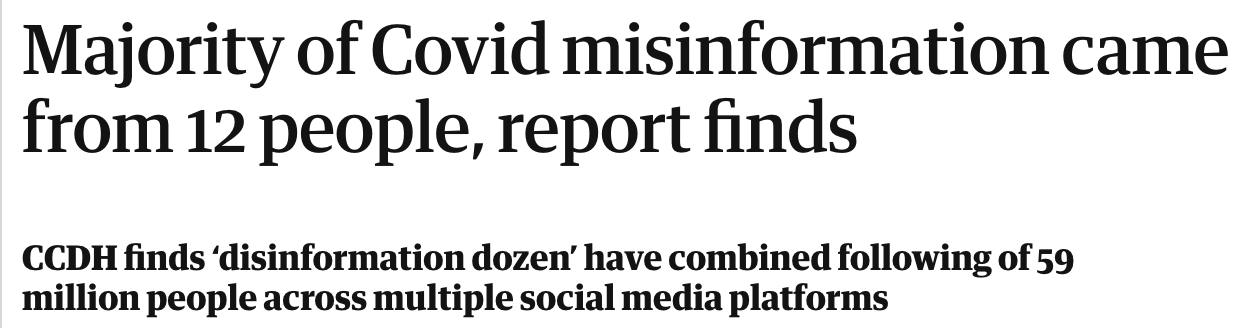 Majority of Covid misinformation came
from 12 people, report finds
CCDH finds ‘disinformation dozen’ have combined following of 59
million people across multiple social media platforms